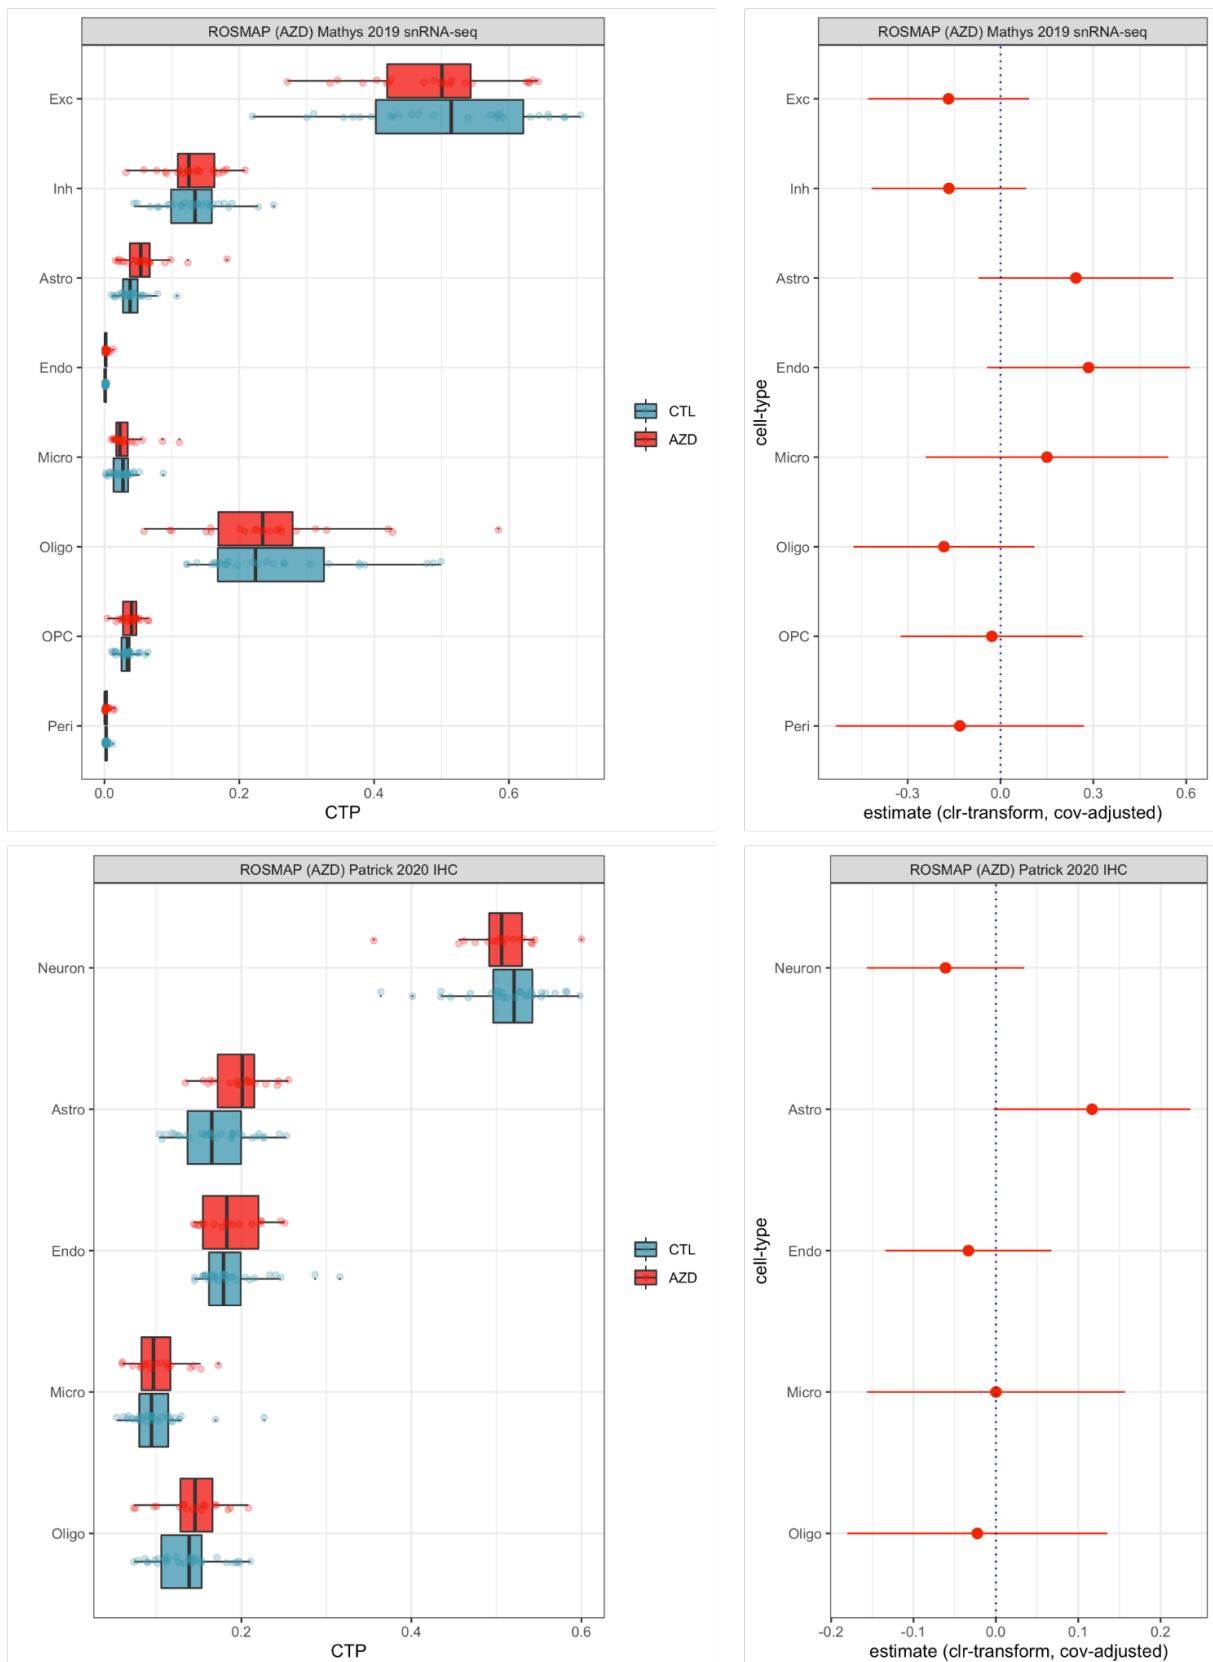 ROSMAP (AZD) Mathys 2019 snRNA-seq
Exc
Inh
Astro
Endo
Micro
Oligo
OPC
Peri
0.0 0.2 0.4 0.6
CTP
CTL
AZD
ROSMAP (AZD) Mathys 2019 snRNA-seq
cell-type
Exc
Inh
Astro
Endo
Micro
Oligo
OPC
Peri
-0.3 0.0 0.3 0.6
estimate (clr-transform, cov-adjusted)
ROSMAP (AZD) Patrick 2020 IHC
Neuron
Astro
Endo
Micro
Oligo
0.2 0.4 0.6
CTP
CTL
AZD
ROSMAP (AZD) Patrick 2020 IHC
cell-type
Neuron
Astro
Endo
Micro
Oligo
-0.2 -0.1 0.0 0.1 0.2
estimate (clr-transform, cov-adjusted)